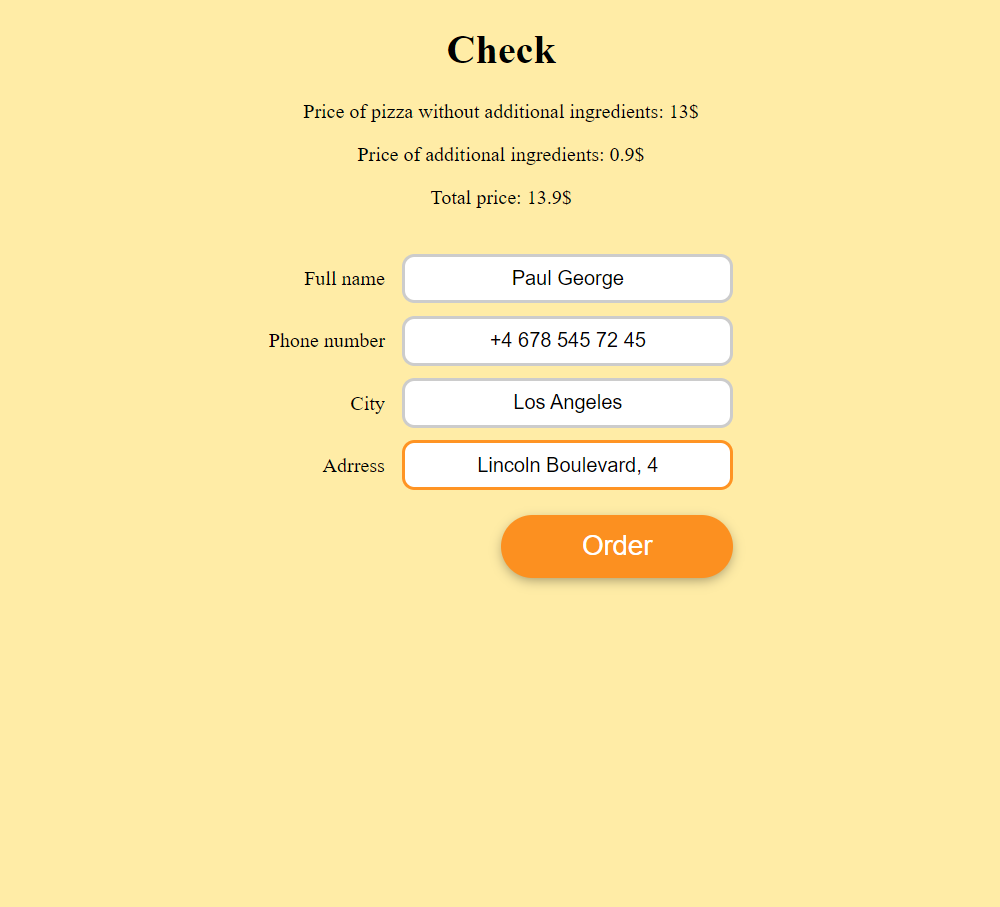 Check
Price of pizza without additional ingredients: 13$
Price of additional ingredients: 0.9$
Total price: 13.9$
Full name Paul George
Phone number +4 678 545 72 45
City Los Angeles
Adrress Lincoln Boulevard, 4
Order